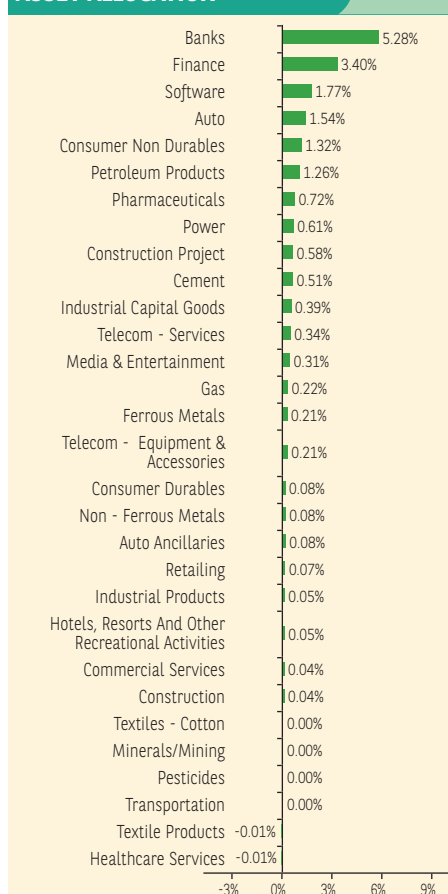 Banks 5.28%
Finance 3.40%
Software 1.77%
Auto 1.54%
Consumer Non Durables 1.32%
Petroleum Products 1.26%
Pharmaceuticals 0.72%
Power 0.61%
Construction Project 0.58%
Cement 0.51%
Industrial Capital Goods 0.39%
Telecom - Services 0.34%
Media & Entertainment 0.31%
Gas 0.22%
Ferrous Metals 0.21%
Telecom - Equipment &
Accessories 0.21%
Consumer Durables 0.08%
Non - Ferrous Metals 0.08%
Auto Ancillaries 0.08%
Retailing 0.07%
Industrial Products 0.05%
Hotels, Resorts And Other
Recreational Activities 0.05%
Commercial Services 0.04%
Construction 0.04%
Textiles - Cotton 0.00%
Minerals/Mining 0.00%
Pesticides 0.00%
Transportation 0.00%
Textile Products -0.01%
Healthcare Services -0.01%
-3% 0% 3% 6% 9%